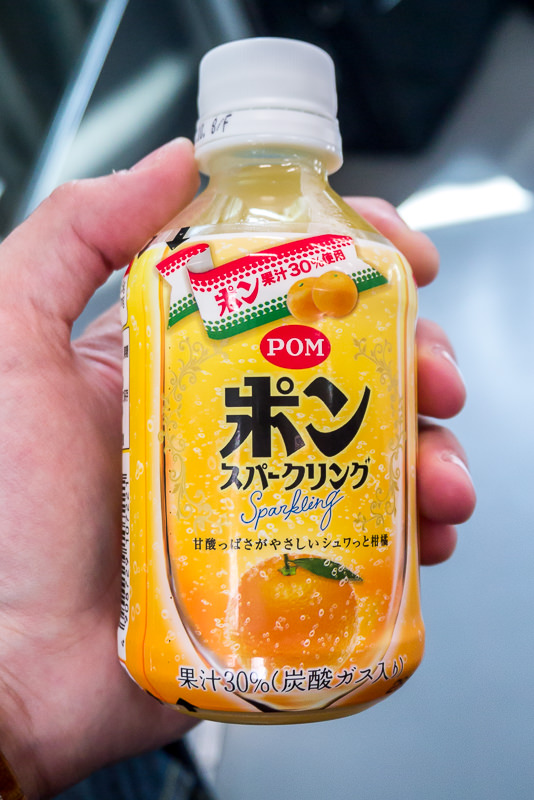 8/F
ポン果汁30%使用
POM
ポン
スパークリング
Sparkling
甘酸っぱさがやさしいシュワっと柑橘
果汁30%(炭酸ガス入り)